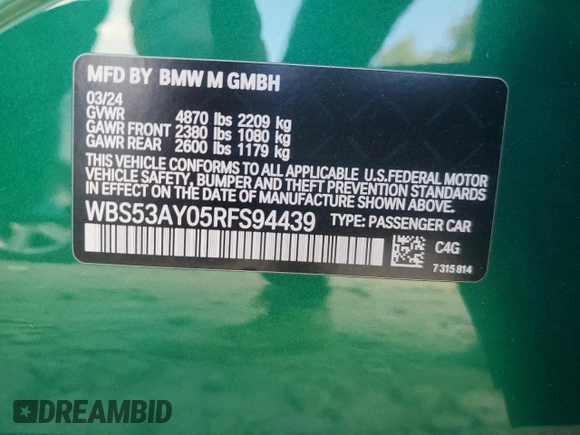 MFD BY BMW M GMBH
03/24
GVWR 4870 lbs 2209 kg
GAWR FRONT 2380 lbs 1080 kg
GAWR REAR 2600 lbs 1179 kg
THIS VEHICLE CONFORMS TO ALL APPLICABLE U.S.FEDERAL MOTOR
VEHICLE SAFETY, BUMPER, AND THEFT PREVENTION
STANDARDS IN EFFECT ON THE DATE OF MANUFACTURE SHOWN
ABOVE.
WBS53AY05RFS94439 TYPE: PASSENGER CAR
C4G
7 315 814
DREAMBID